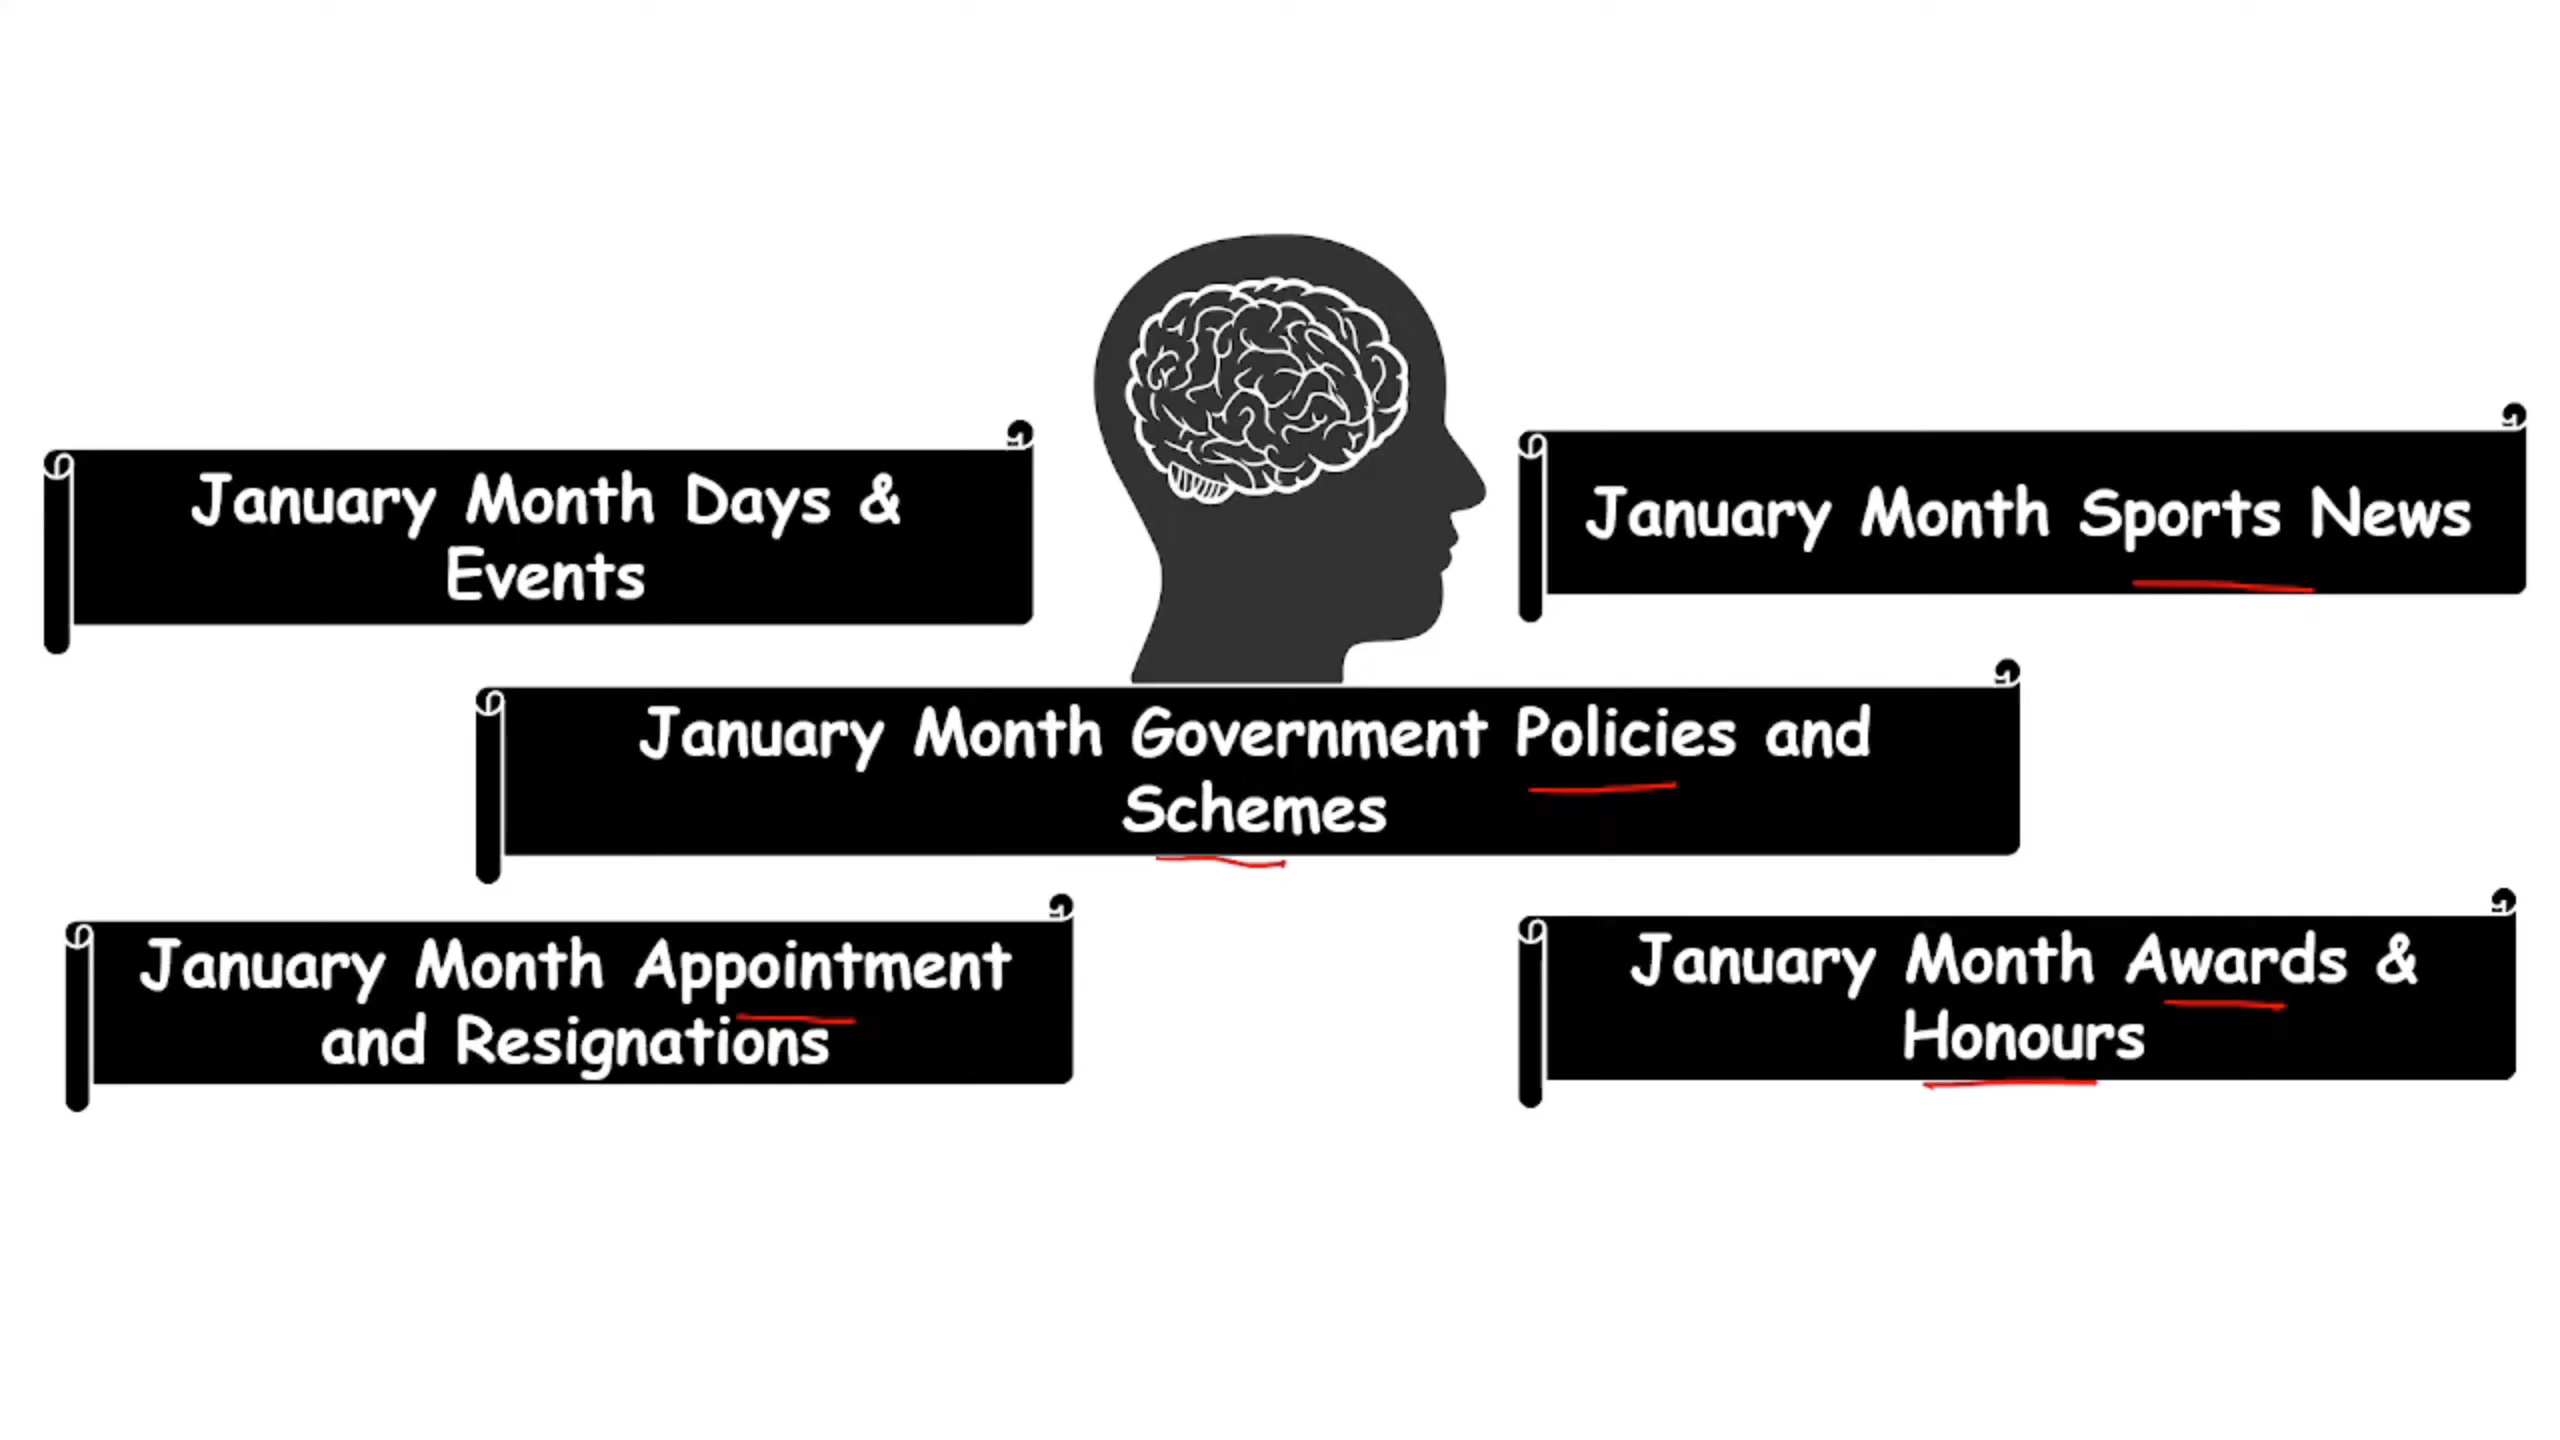 January Month Days &
Events
January Month Sports News
January Month Government Policies and
Schemes
January Month Appointment
and Resignations
January Month Awards &
Honours